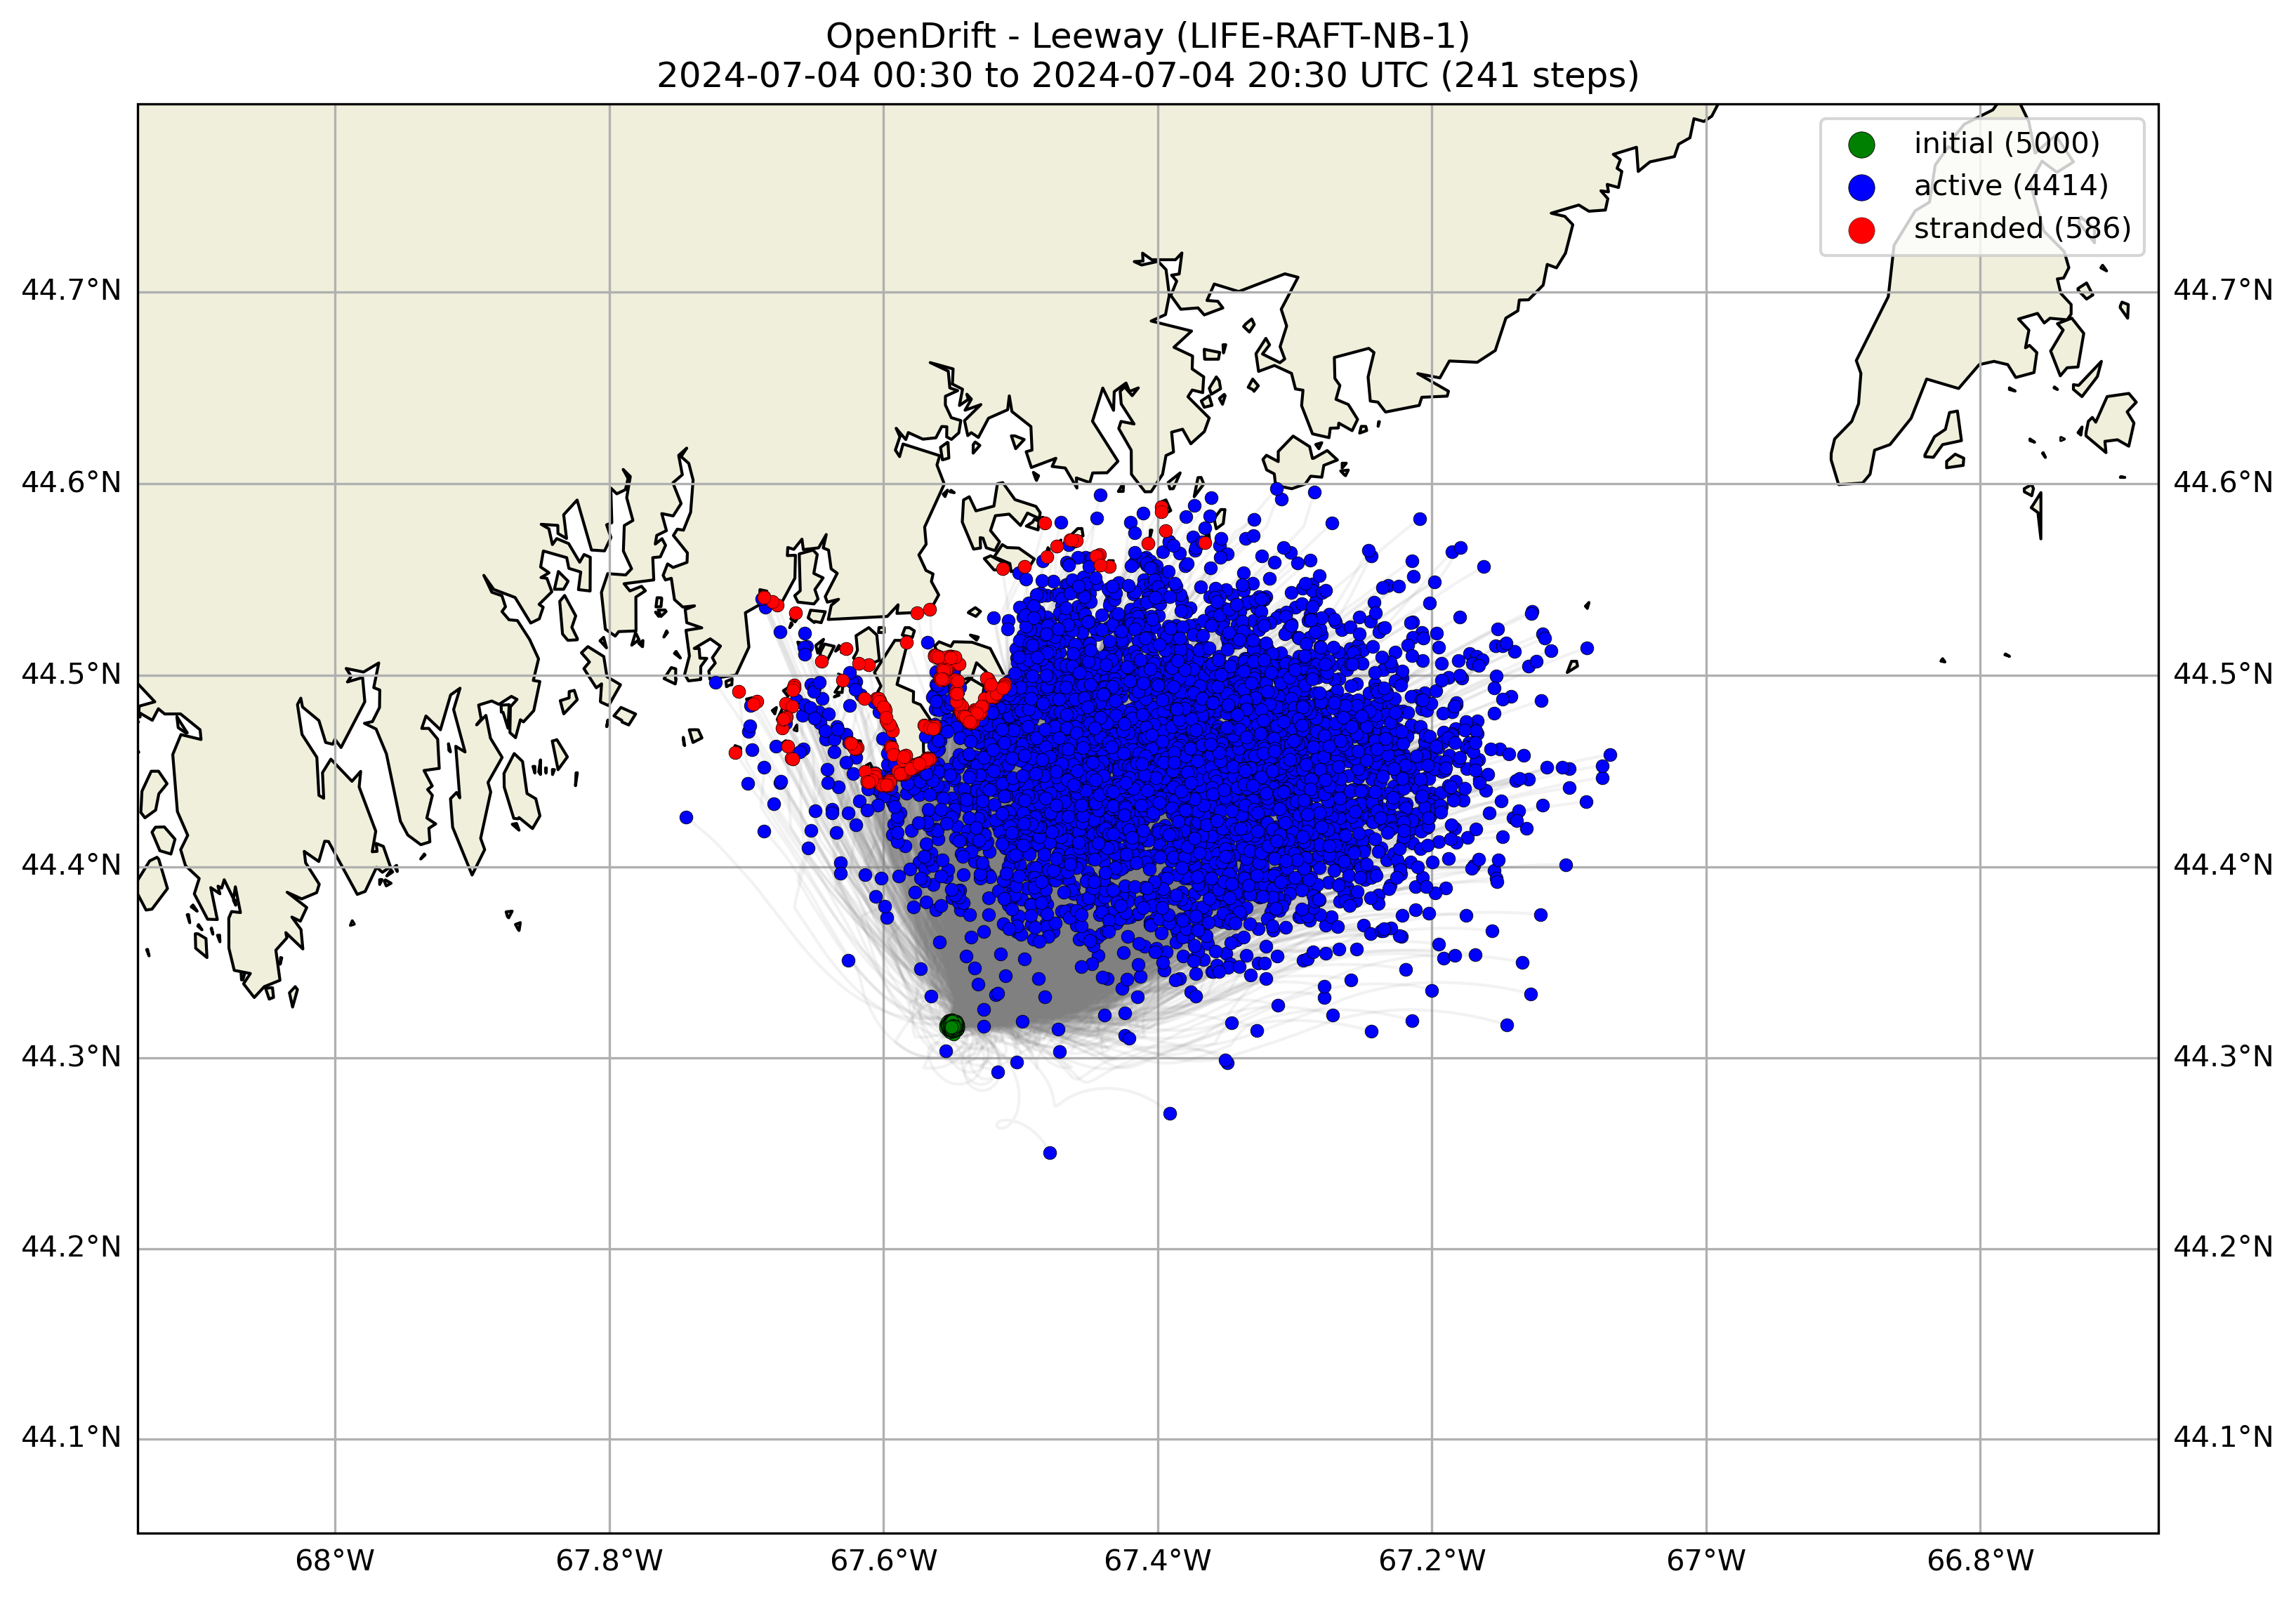 OpenDrift - Leeway (LIFE-RAFT-NB-1)
2024-07-04 00:30 to 2024-07-04 20:30 UTC (241 steps)
initial (5000)
active (4414)
stranded (586)
44.7°N 44.7°N
44.6°N 44.6°N
44.5°N 44.5°N
44.4°N 44.4°N
44.3°N 44.3°N
44.2°N 44.2°N
44.1°N 44.1°N
68°W 67.8°W 67.6°W 67.4°W 67.2°W 67°W 66.8°W